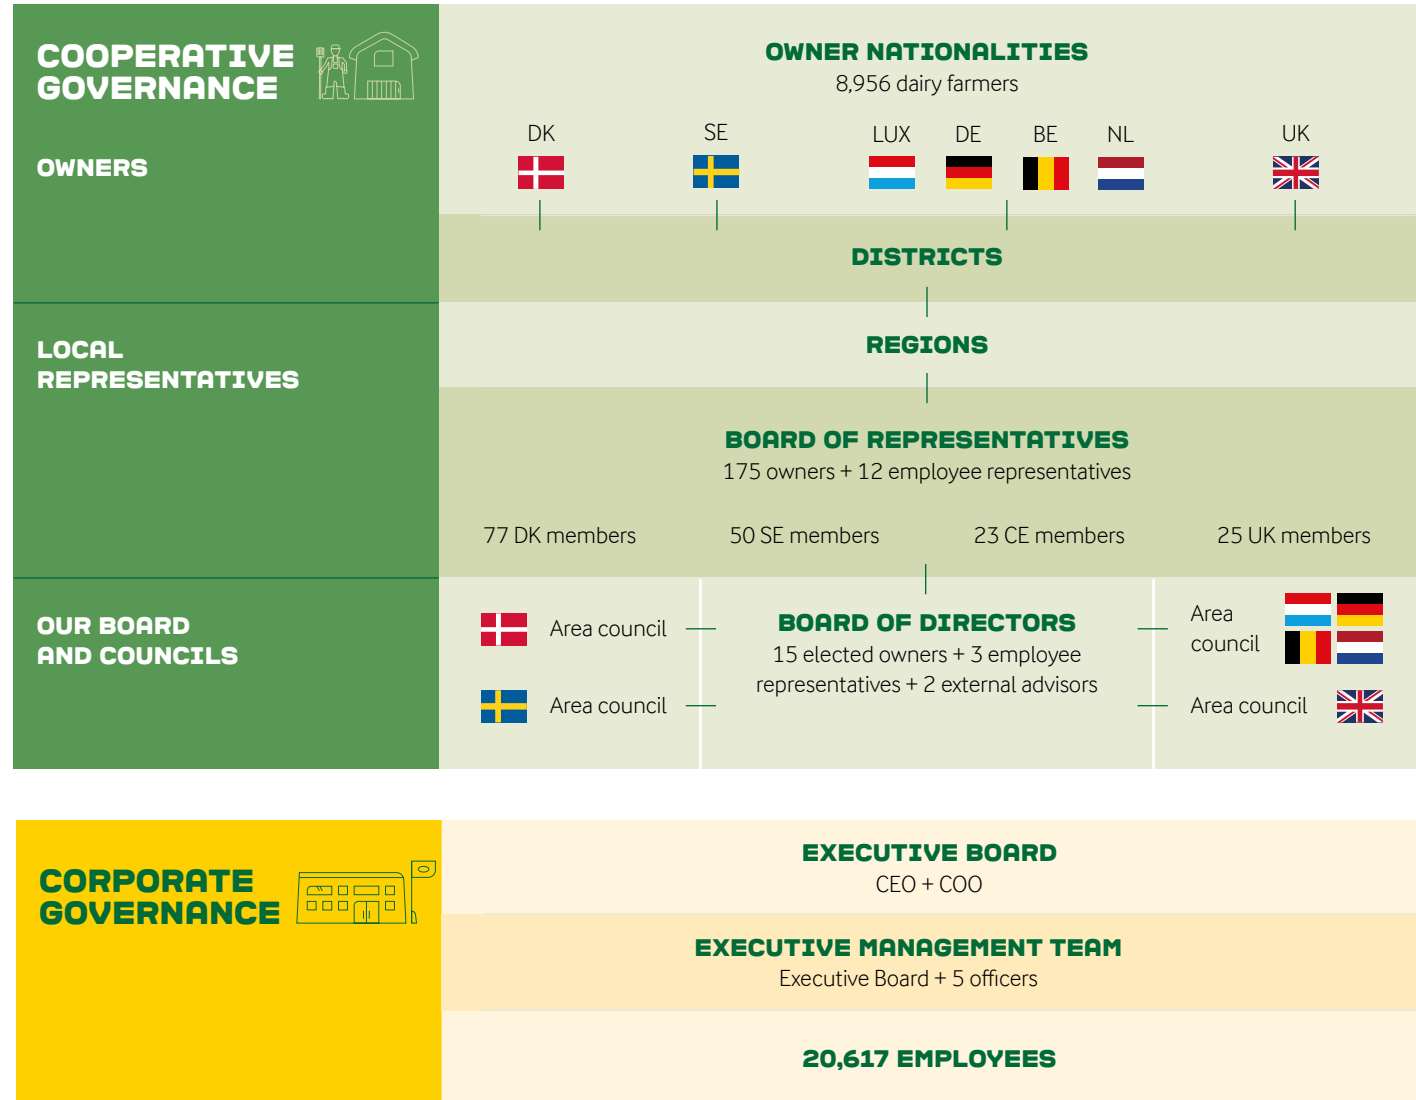 COOPERATIVE
GOVERNANCE
OWNER NATIONALITIES
8,956 dairy farmers
OWNERS
DK
SE
LUX
DE
BE
NL
UK
DISTRICTS
LOCAL
REPRESENTATIVES
REGIONS
BOARD OF REPRESENTATIVES
175 owners + 12 employee representatives
77 DK members
50 SE members
23 CE members
25 UK members
OUR BOARD
AND COUNCILS
Area council
Area council
BOARD OF DIRECTORS
15 elected owners + 3 employee
representatives + 2 external advisors
Area
council
Area council
CORPORATE
GOVERNANCE
EXECUTIVE BOARD
CEO + COO
EXECUTIVE MANAGEMENT TEAM
Executive Board + 5 officers
20,617 EMPLOYEES